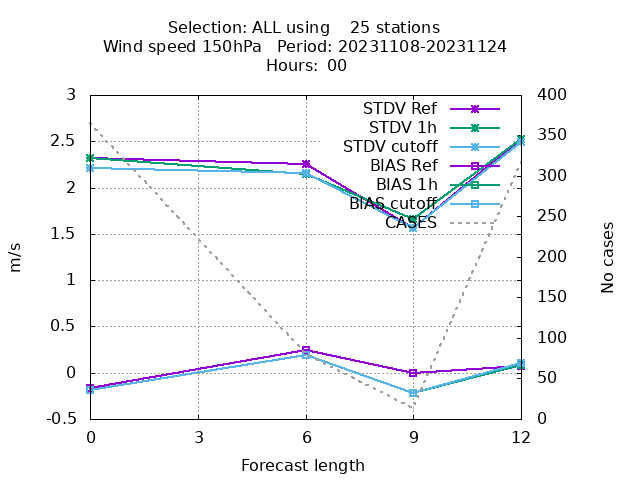 Selection: ALL using    25 stations
Wind speed 150hPa   Period: 20231108-20231124
Hours:  00
3
2.5
2
1.5
1
0.5
0
-0.5
m/s
400
350
300
250
200
150
100
50
0
No cases
STDV Ref
STDV 1h
STDV cutoff
BIAS Ref
BIAS 1h
BIAS cutoff
CASES
0 3 6 9 12
Forecast length